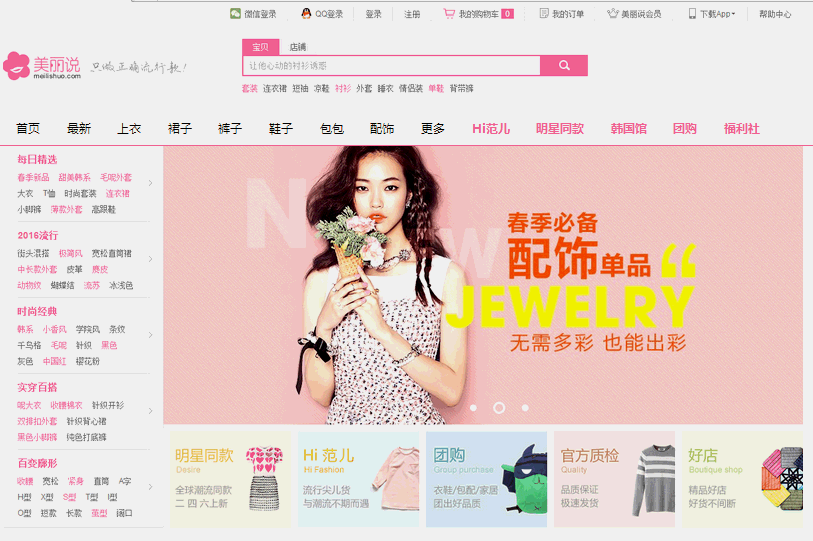 微信登录 QQ登录 登录 注册 我的购物车 0 我的订单 美丽说会员 下载App 帮助中心
宝贝 店铺
美丽说
meilishuo.com
只做正确流行款!
让他心动的衬衫诱惑
套装 连衣裙 短袖 凉鞋 衬衫 外套 睡衣 情侣装 单鞋 背带裤
首页 最新 上衣 裙子 裤子 鞋子 包包 配饰 更多 Hi范儿 明星同款 韩国馆 团购 福利社
每日精选
春季新品 甜美韩系 毛呢外套
大衣 T恤 时尚套装 连衣裙
小脚裤 薄款外套 高跟鞋
2016流行
街头混搭 极简风 宽松直筒裙
中长款外套 皮革 麂皮
动物纹 蝴蝶结 流苏 冰浅色
时尚经典
韩系 小香风 学院风 条纹
千鸟格 毛呢 针织 黑色
灰色 中国红 樱花粉
实穿百搭
呢大衣 收腰棉衣 针织开衫
双排扣外套 针织背心裙
黑色小脚裤 纯色打底裤
百变廓形
收腰 宽松 紧身 直筒 A字
H型 X型 S型 T型 I型
O型 短款 长款 茧型 阔口
New
春季必备
配饰单品
JEWELRY
无需多彩 也能出彩
明星同款
Desire
全球潮流同款
二 四 六上新
Hi 范儿
Hi Fashion
流行尖儿货
与潮流不期而遇
团购
Group purchase
衣鞋/包配/家居
团出好品质
官方质检
Quality
品质保证
极速发货
好店
Boutique shop
精品好店
好货不间断